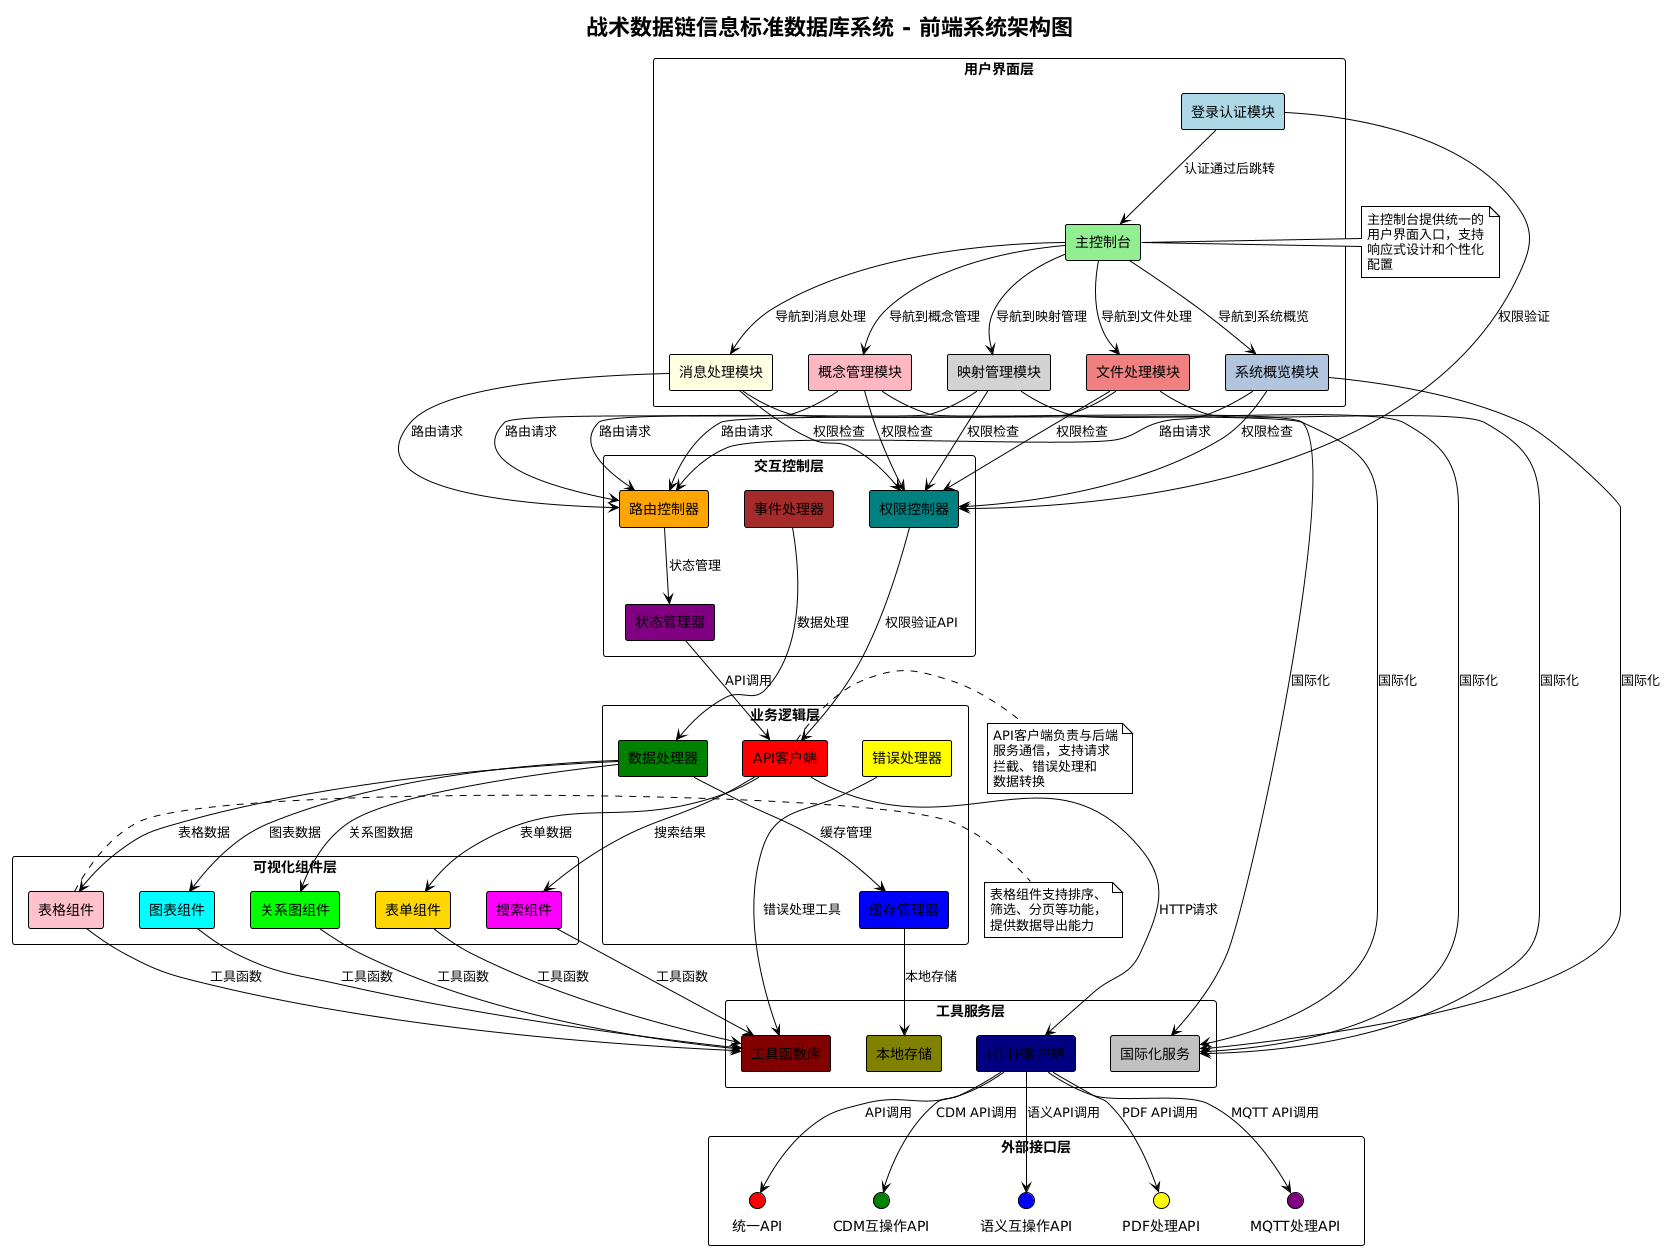 战术数据链信息标准数据库系统 - 前端系统架构图
用户界面层
登录认证模块
认证通过后跳转
主控制台
主控制台提供统一的
用户界面入口，支持
响应式设计和个性化
配置
导航到消息处理
导航到概念管理
导航到映射管理
导航到文件处理
导航到系统概览
权限验证
消息处理模块
概念管理模块
映射管理模块
文件处理模块
系统概览模块
路由请求
路由请求
路由请求
路由请求
权限检查
权限检查
权限检查
权限检查
路由请求
权限检查
交互控制层
路由控制器
事件处理器
权限控制器
状态管理
状态管理器
数据处理
权限验证API
API调用
国际化
国际化
国际化
国际化
国际化
业务逻辑层
数据处理器
API客户端
错误处理器
API客户端负责与后端
服务通信，支持请求
拦截、错误处理和
数据转换
表格数据
图表数据
关系图数据
表单数据
搜索结果
缓存管理
可视化组件层
表格组件
图表组件
关系图组件
表单组件
搜索组件
错误处理工具
缓存管理器
表格组件支持排序、
筛选、分页等功能，
提供数据导出能力
HTTP请求
工具函数
工具函数
工具函数
工具函数
工具函数
本地存储
工具服务层
工具函数库
本地存储
HTTP客户端
国际化服务
API调用
CDM API调用
语义API调用
PDF API调用
MQTT API调用
外部接口层
统一API
CDM互操作API
语义互操作API
PDF处理API
MQTT处理API